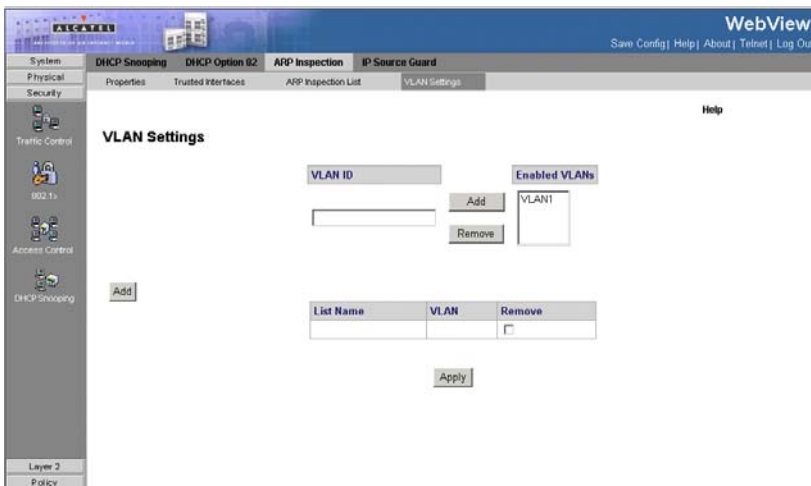 ALCATEL
WebView
Save Config| Help| About| Telnet| Log Ou
System
Physical
Security
DHCP Snooping DHCP Option 82 ARP Inspection IP Source Guard
Properties Trusted Interfaces ARP Inspection List VLAN Settings
Help
VLAN Settings
Traffic Control
802.1x
Access Control
DHCP Snooping
VLAN ID
Enabled VLANs
Add
Remove
VLAN1
Add
List Name VLAN Remove
Apply
Layer 2
Policy